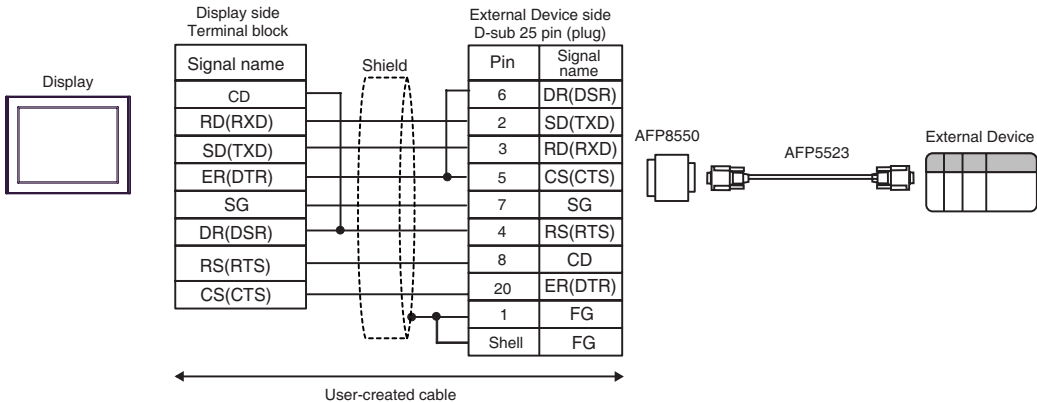 Display
Display side
Terminal block
Signal name
CD
RD(RXD)
SD(TXD)
ER(DTR)
SG
DR(DSR)
RS(RTS)
CS(CTS)
Shield
External Device side
D-sub 25 pin (plug)
Pin Signal name
6 DR(DSR)
2 SD(TXD)
3 RD(RXD)
5 CS(CTS)
7 SG
4 RS(RTS)
8 CD
20 ER(DTR)
1 FG
Shell FG
User-created cable
AFP8550
AFP5523
External Device